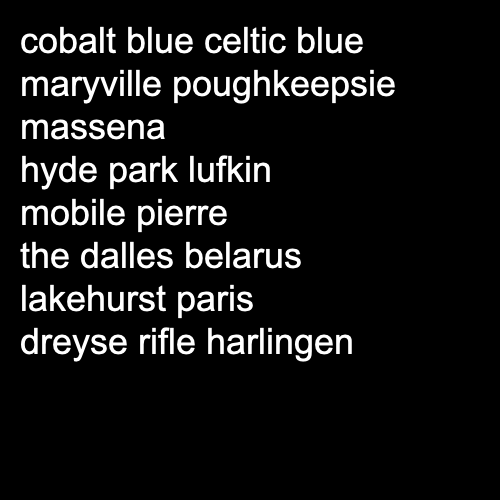 cobalt blue celtic blue
maryville poughkeepsie
massena
hyde park lufkin
mobile pierre
the dalles belarus
lakehurst paris
dreyse rifle harlingen